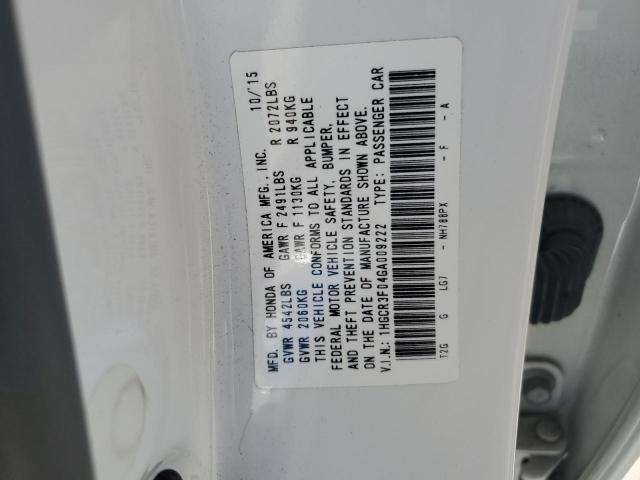 MFD. BY HONDA OF AMERICA MFG., INC. 10/15
GVWR 4542LBS GAWR F 2491LBS R 2072LBS
GVWR 2060KG GAWR F 1130KG R 940KG
THIS VEHICLE CONFORMS TO ALL APPLICABLE
FEDERAL MOTOR VEHICLE SAFETY, BUMPER,
AND THEFT PREVENTION STANDARDS IN EFFECT
ON THE DATE OF MANUFACTURE SHOWN ABOVE.
V.I.N.: 1HGCR3F04GA009222 TYPE: PASSENGER CAR
T2G G LG7 - NH788PX - F - A